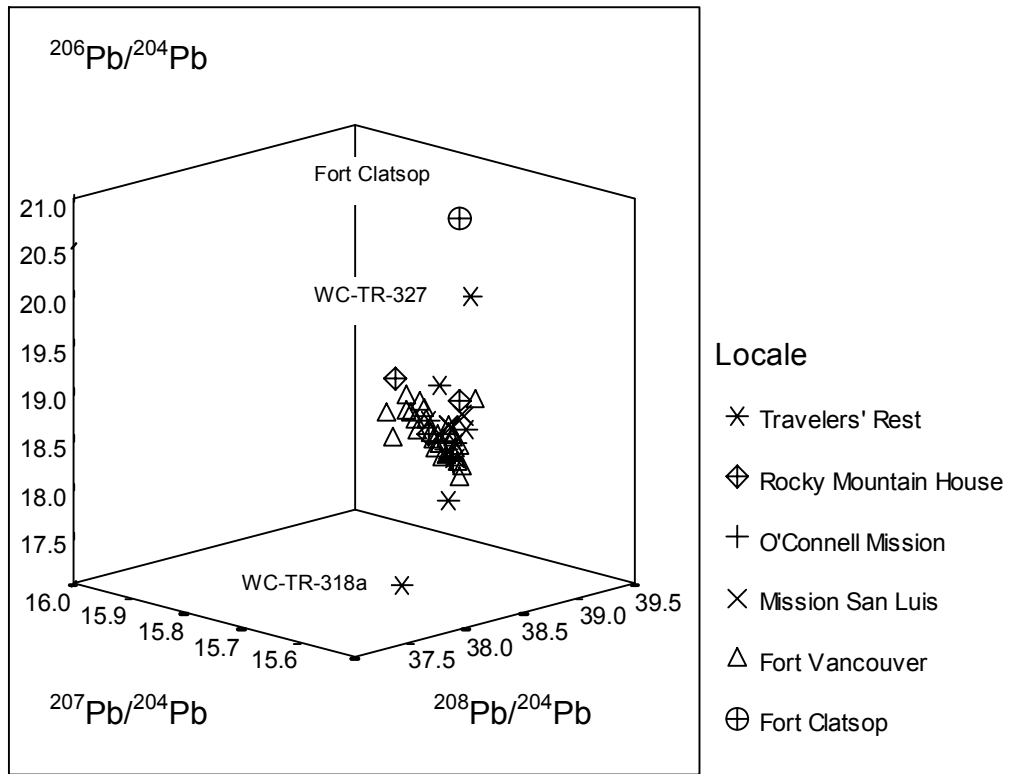 206Pb/204Pb
Fort Clatsop
21.0
20.5
WC-TR-327
20.0
19.5
19.0
18.5
18.0
17.5
WC-TR-318a
16.0
15.9
15.8
15.7
15.6
37.5
38.0
38.5
39.0
39.5
207Pb/204Pb
208Pb/204Pb
Locale
Travelers' Rest
Rocky Mountain House
O'Connell Mission
Mission San Luis
Fort Vancouver
Fort Clatsop